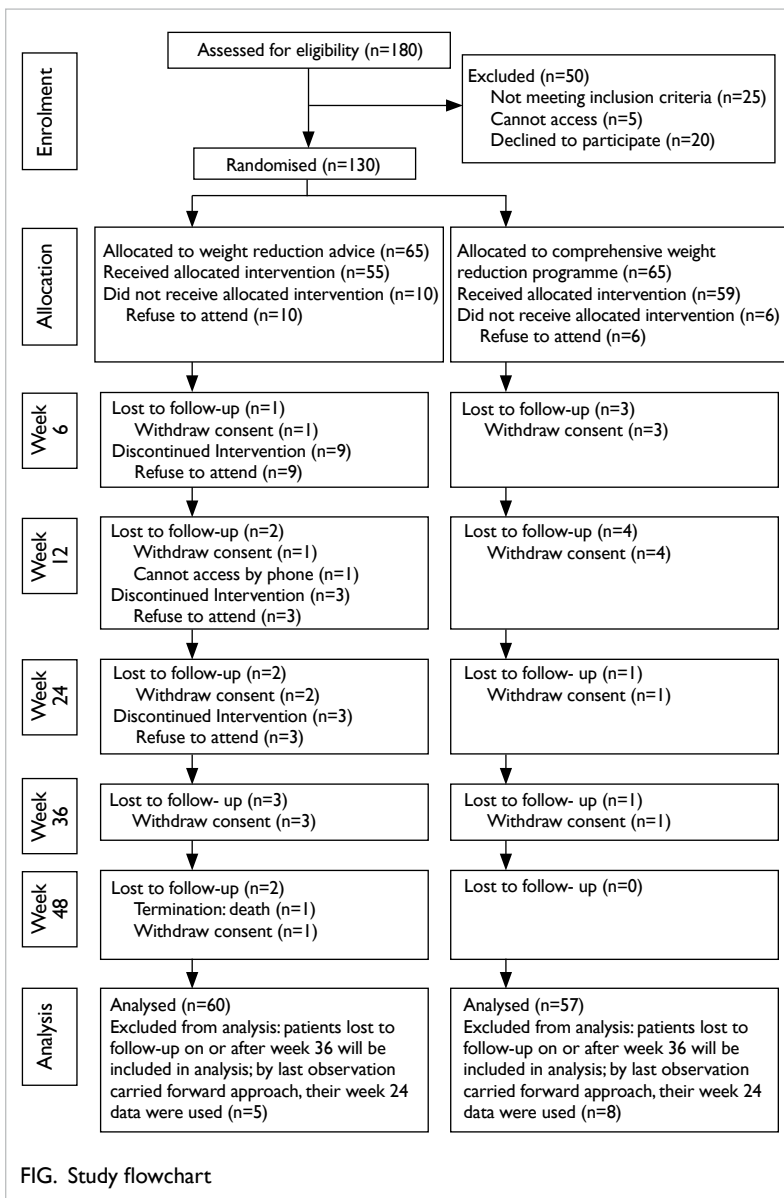 Enrolment
Assessed for eligibility (n=180)
Excluded (n=50)
Not meeting inclusion criteria (n=25)
Cannot access (n=5)
Declined to participate (n=20)
Randomised (n=130)
Allocation
Allocated to weight reduction advice (n=65)
Received allocated intervention (n=55)
Did not receive allocated intervention (n=10)
Refuse to attend (n=10)
Allocated to comprehensive weight
reduction programme (n=65)
Received allocated intervention (n=59)
Did not receive allocated intervention (n=6)
Refuse to attend (n=6)
Week
6
Lost to follow-up (n=1)
Withdraw consent (n=1)
Discontinued Intervention (n=9)
Refuse to attend (n=9)
Lost to follow-up (n=3)
Withdraw consent (n=3)
Week
12
Lost to follow-up (n=2)
Withdraw consent (n=1)
Cannot access by phone (n=1)
Discontinued Intervention (n=3)
Refuse to attend (n=3)
Lost to follow-up (n=4)
Withdraw consent (n=4)
Week
24
Lost to follow-up (n=2)
Withdraw consent (n=2)
Discontinued Intervention (n=3)
Refuse to attend (n=3)
Lost to follow- up (n=1)
Withdraw consent (n=1)
Week
36
Lost to follow- up (n=3)
Withdraw consent (n=3)
Lost to follow- up (n=1)
Withdraw consent (n=1)
Week
48
Lost to follow-up (n=2)
Termination: death (n=1)
Withdraw consent (n=1)
Lost to follow- up (n=0)
Analysis
Analysed (n=60)
Excluded from analysis: patients lost to
follow-up on or after week 36 will be
included in analysis; by last observation
carried forward approach, their week 24
data were used (n=5)
Analysed (n=57)
Excluded from analysis: patients lost to
follow-up on or after week 36 will be
included in analysis; by last observation
carried forward approach, their week 24
data were used (n=8)
FIG. Study flowchart